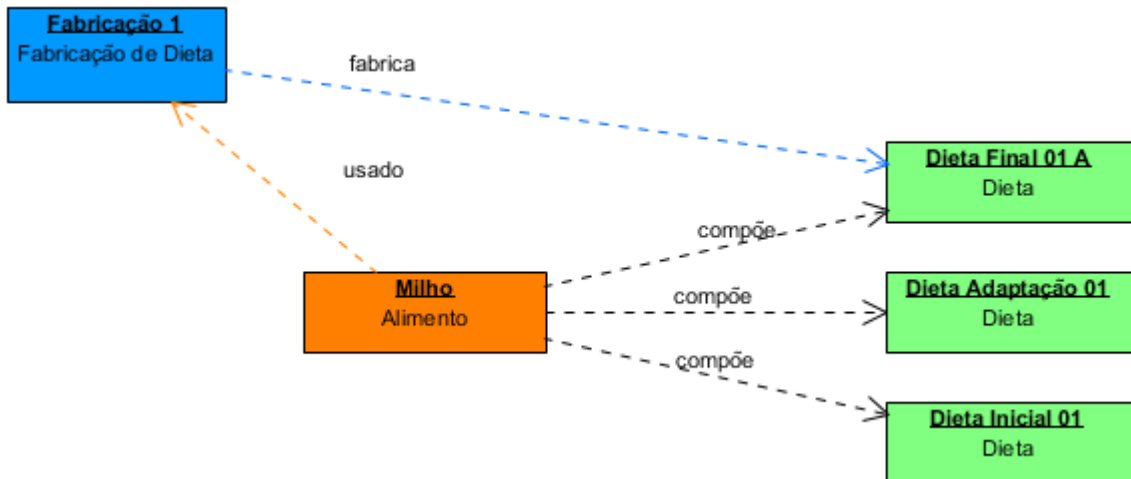 Fabricação 1
Fabricação de Dieta
fabrica
usado
Dieta Final 01 A
Dieta
compõe
Milho
Alimento
compõe
Dieta Adaptação 01
Dieta
compõe
Dieta Inicial 01
Dieta